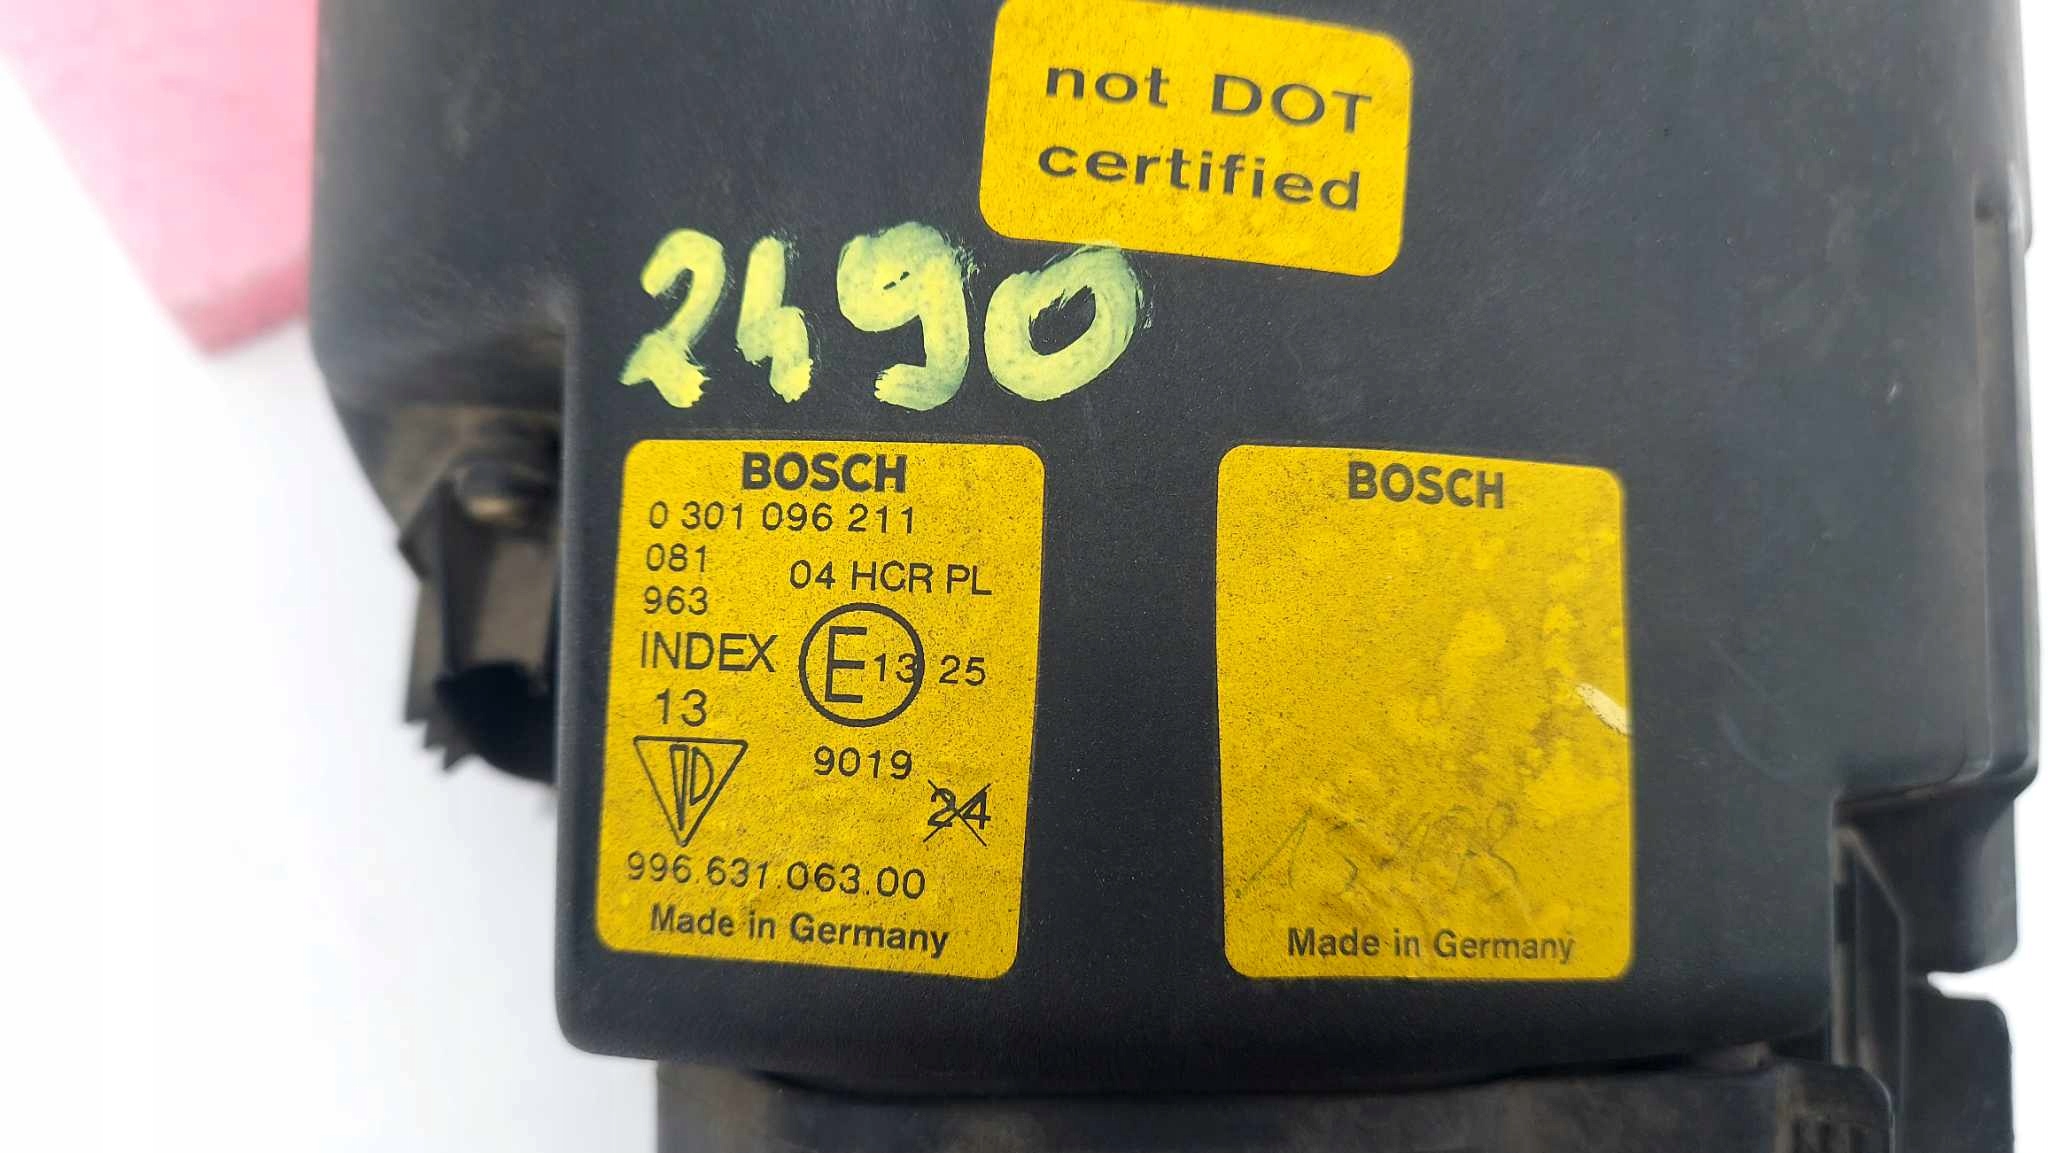 not DOT
certified
2490
BOSCH
0 301 096 211
081
04 HCR PL
963
INDEX
E13 25
13
9019
24
996.631.063.00
Made in Germany
BOSCH
Made in Germany